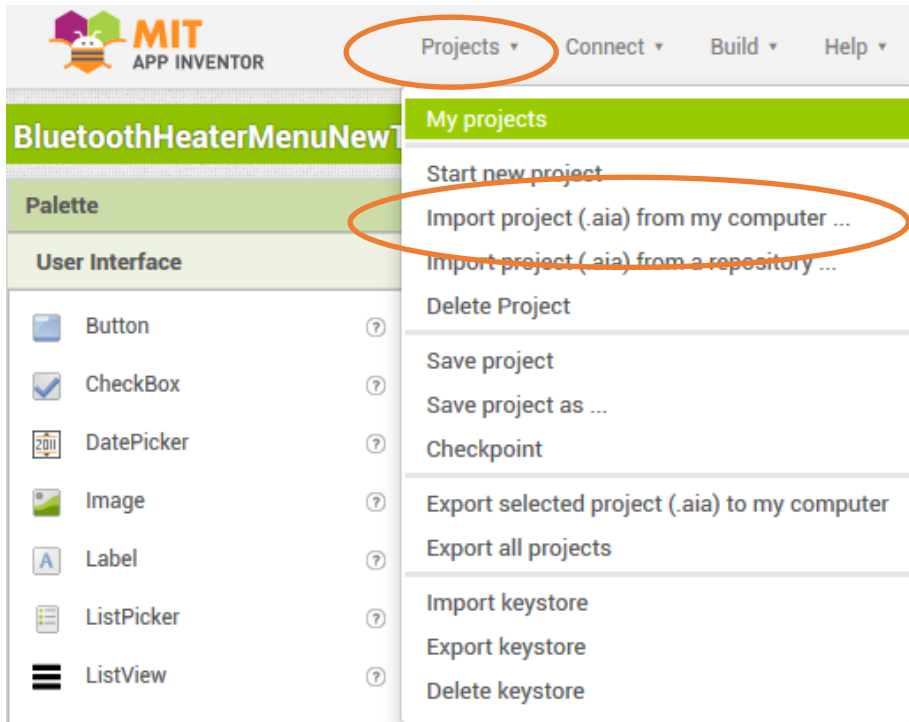 MIT
APP INVENTOR
Projects
Connect
Build
Help
BluetoothHeaterMenuNewT
My projects
Start new project
Import project (.aia) from my computer ...
Import project (.aia) from a repository ...
Delete Project
Save project
Save project as ...
Checkpoint
Export selected project (.aia) to my computer
Export all projects
Import keystore
Export keystore
Delete keystore
Palette
User Interface
Button ?
CheckBox ?
2011 DatePicker ?
Image ?
A Label ?
ListPicker ?
ListView ?